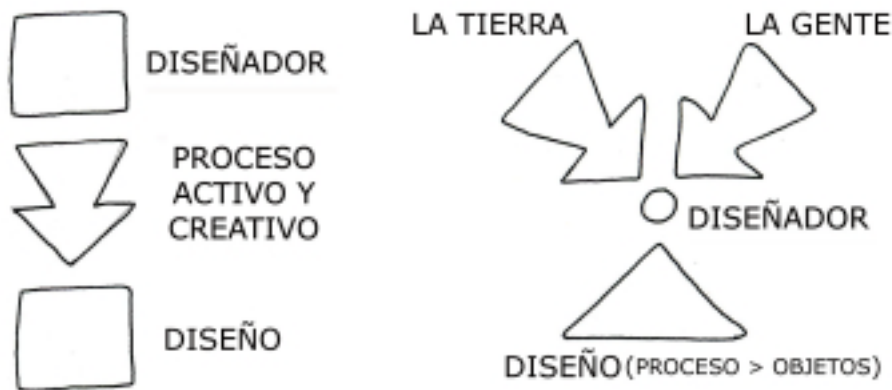 DISEÑADOR
PROCESO
ACTIVO Y
CREATIVO
DISEÑO
LA TIERRA
LA GENTE
DISEÑADOR
DISEÑO (PROCESO > OBJETOS)